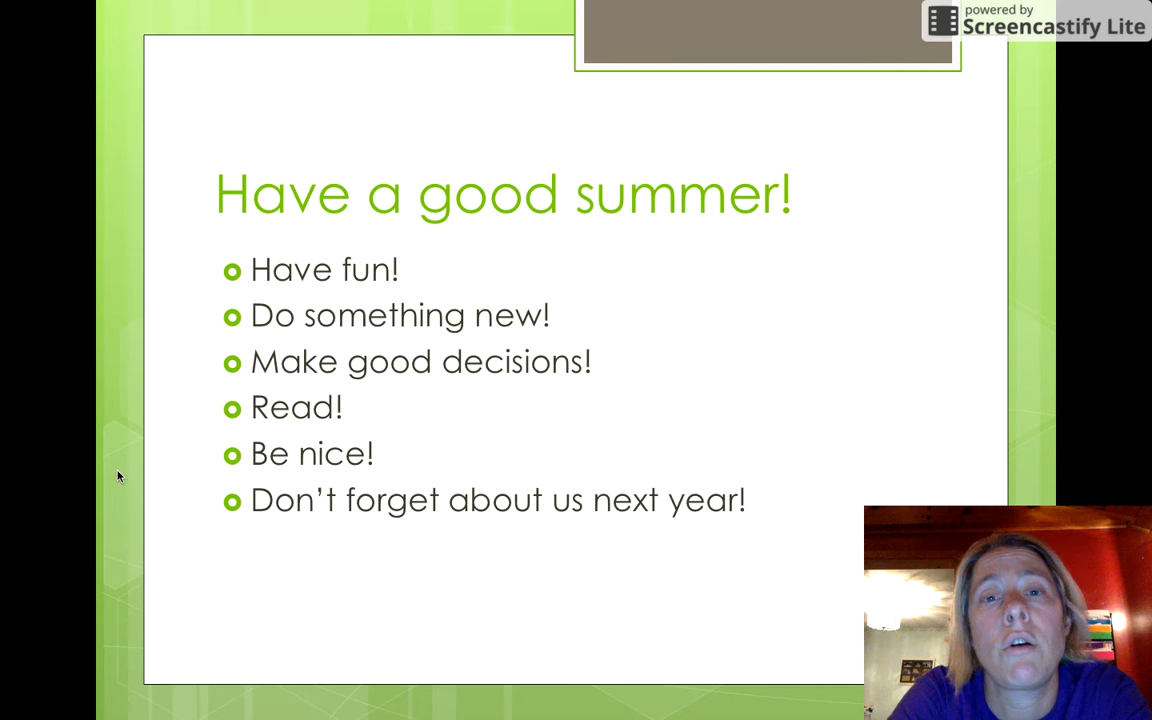 powered by
Screencastify Lite
Have a good summer!
Have fun!
Do something new!
Make good decisions!
Read!
Be nice!
Don’t forget about us next year!